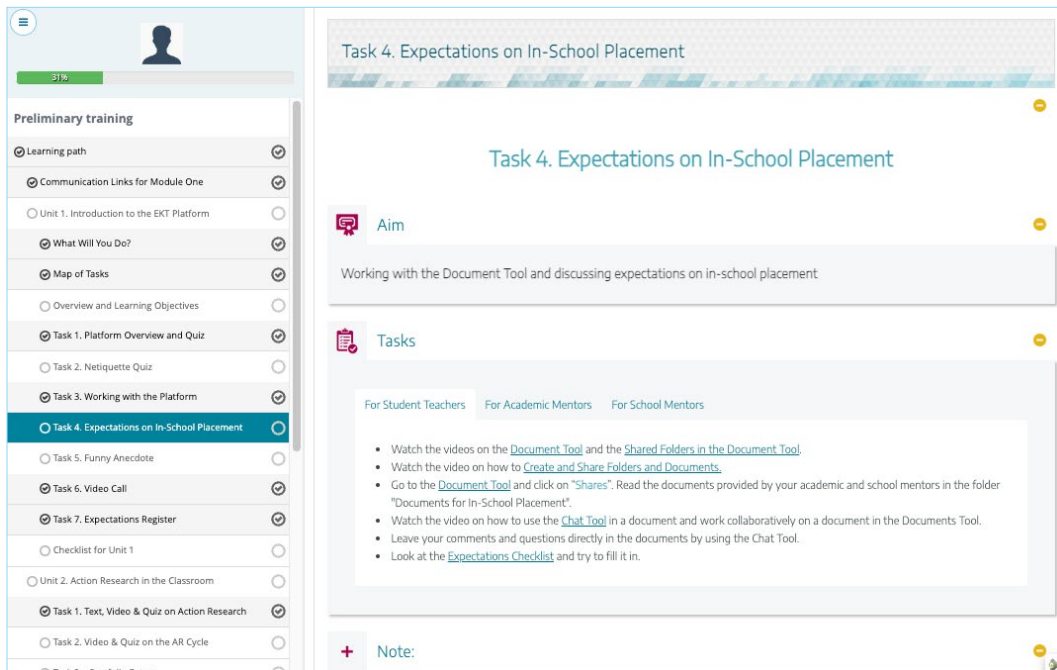 31%
Preliminary training
Learning path
Communication Links for Module One
Unit 1. Introduction to the EKT Platform
What Will You Do?
Map of Tasks
Overview and Learning Objectives
Task 1. Platform Overview and Quiz
Task 2. Netiquette Quiz
Task 3. Working with the Platform
Task 4. Expectations on In-School Placement
Task 5. Funny Anecdote
Task 6. Video Call
Task 7. Expectations Register
Checklist for Unit 1
Unit 2. Action Research in the Classroom
Task 1. Text, Video & Quiz on Action Research
Task 2. Video & Quiz on the AR Cycle
Task 4. Expectations on In-School Placement
Task 4. Expectations on In-School Placement
Aim
Working with the Document Tool and discussing expectations on in-school placement
Tasks
For Student Teachers For Academic Mentors For School Mentors
• Watch the videos on the Document Tool and the Shared Folders in the Document Tool.
• Watch the video on how to Create and Share Folders and Documents.
• Go to the Document Tool and click on “Shares”. Read the documents provided by your academic and school mentors in the folder
"Documents for In-School Placement".
• Watch the video on how to use the Chat Tool in a document and work collaboratively on a document in the Documents Tool.
• Leave your comments and questions directly in the documents by using the Chat Tool.
• Look at the Expectations Checklist and try to fill it in.
Note: